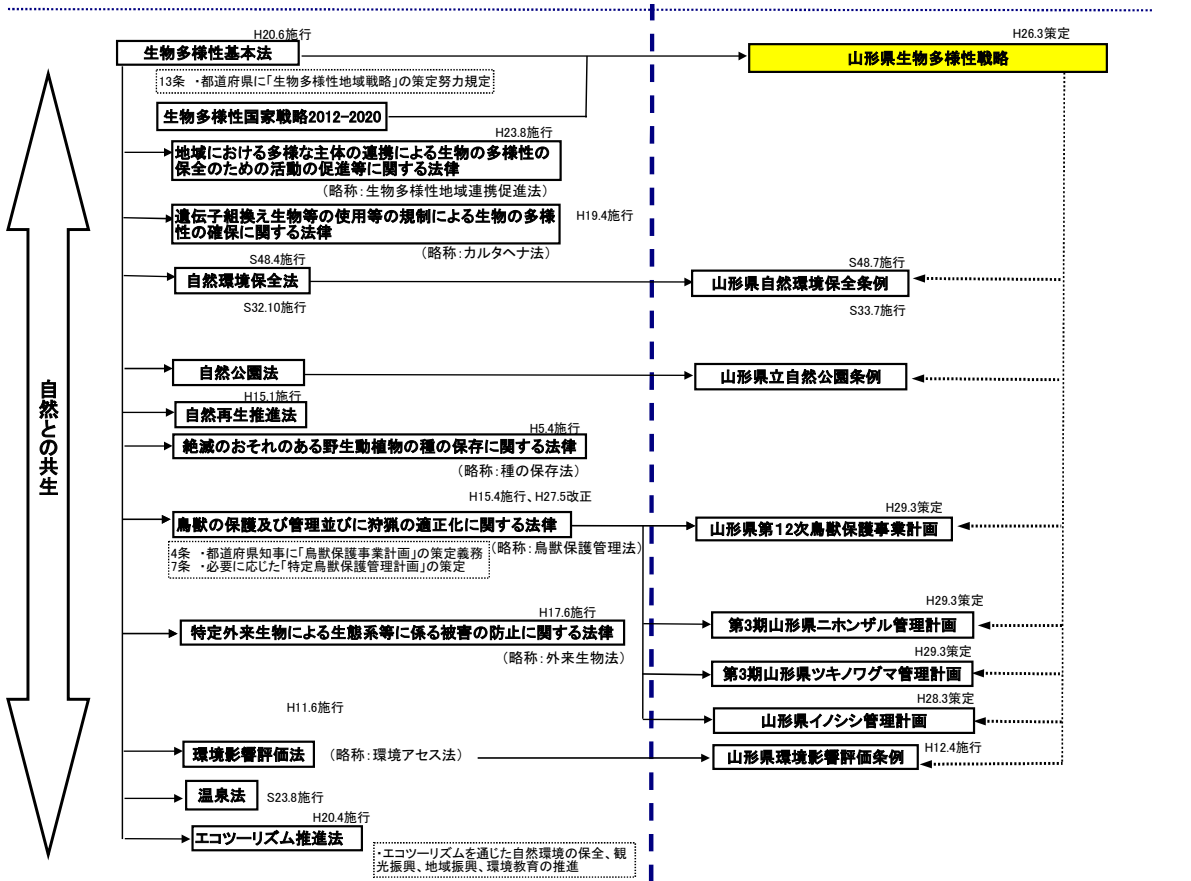 H20.6施行
H26.3策定
生物多様性基本法
山形県生物多様性戦略
13条 ・都道府県に「生物多様性地域戦略」の策定努力規定
生物多様性国家戦略2012-2020
H23.8施行
地域における多様な主体の連携による生物の多様性の
保全のための活動の促進等に関する法律
(略称:生物多様性地域連携促進法)
遺伝子組換え生物等の使用等の規制による生物の多様
性の確保に関する法律
H19.4施行
(略称:カルタヘナ法)
S48.4施行
S48.7施行
自然環境保全法
山形県自然環境保全条例
S32.10施行
S33.7施行
自然公園法
山形県立自然公園条例
H15.1施行
自然再生推進法
H5.4施行
絶滅のおそれのある野生動植物の種の保存に関する法律
(略称:種の保存法)
自然との共生
H15.4施行、H27.5改正
H29.3策定
鳥獣の保護及び管理並びに狩猟の適正化に関する法律
山形県第12次鳥獣保護事業計画
(略称:鳥獣保護管理法)
4条 ・都道府県知事に「鳥獣保護事業計画」の策定義務
7条 ・必要に応じた「特定鳥獣保護管理計画」の策定
H17.6施行
H29.3策定
特定外来生物による生態系等に係る被害の防止に関する法律
第3期山形県ニホンザル管理計画
(略称:外来生物法)
H29.3策定
第3期山形県ツキノワグマ管理計画
H28.3策定
H11.6施行
山形県イノシシ管理計画
環境影響評価法
(略称:環境アセス法)
山形県環境影響評価条例
H12.4施行
温泉法
S23.8施行
H20.4施行
エコツーリズム推進法
・エコツーリズムを通じた自然環境の保全、観
光振興、地域振興、環境教育の推進